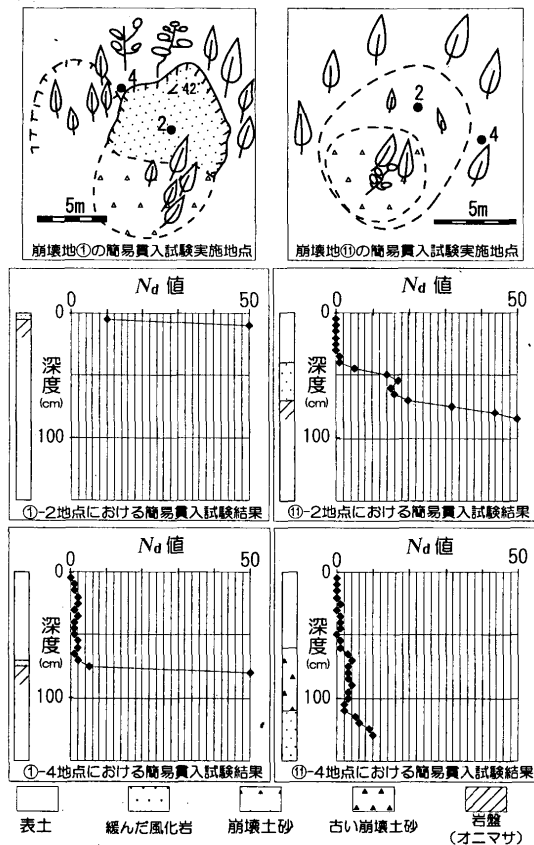 4
42°
2
5m
崩壊地①の簡易貫入試験実施地点
2
4
5m
崩壊地⑪の簡易貫入試験実施地点
Nd 値
0 50
0
深度
(cm)
100
①-2地点における簡易貫入試験結果
Nd 値
0 50
0
深度
(cm)
100
⑪-2地点における簡易貫入試験結果
Nd 値
0 50
0
深度
(cm)
100
①-4地点における簡易貫入試験結果
Nd 値
0 50
0
深度
(cm)
100
⑪-4地点における簡易貫入試験結果
表土 緩んだ風化岩 崩壊土砂 古い崩壊土砂 岩盤
(オニマサ)